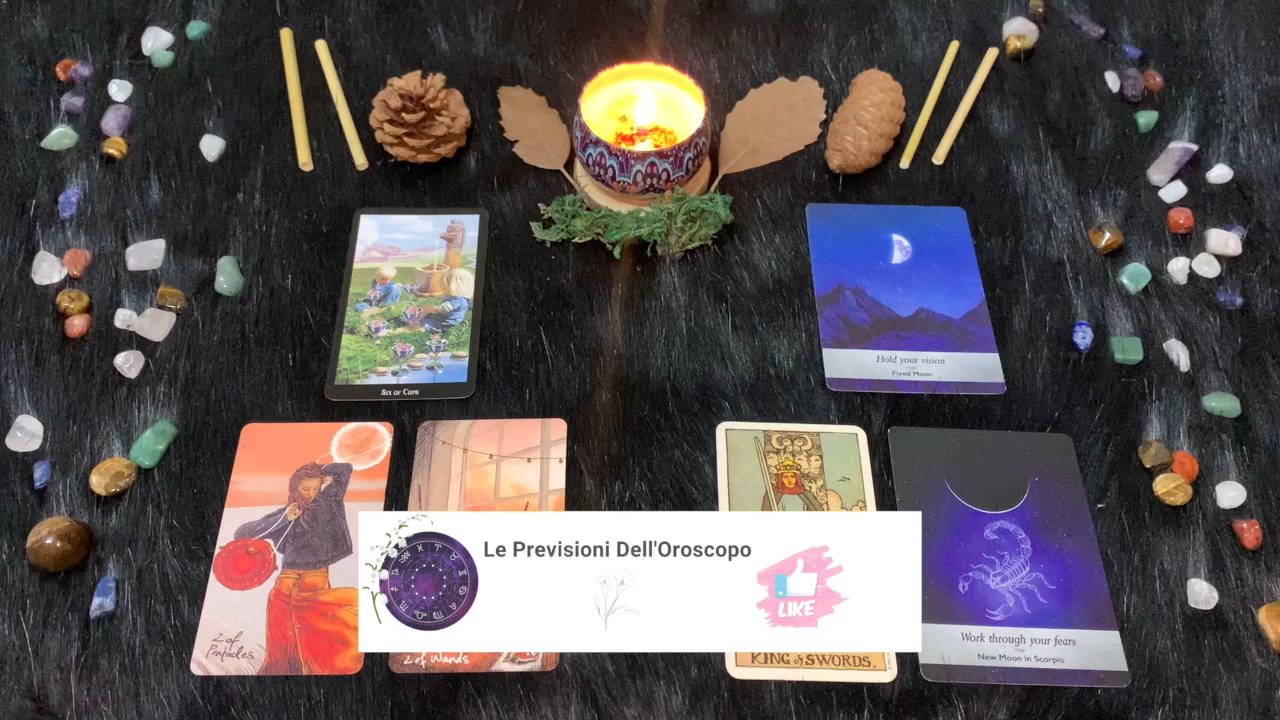 Six of Cups
Hold your vision
Fixed Moon
2 of
Pentacles
2 of Wands
Le Previsioni Dell'Oroscopo
LIKE
KING of SWORDS.
Work through your fears
New Moon in Scorpio